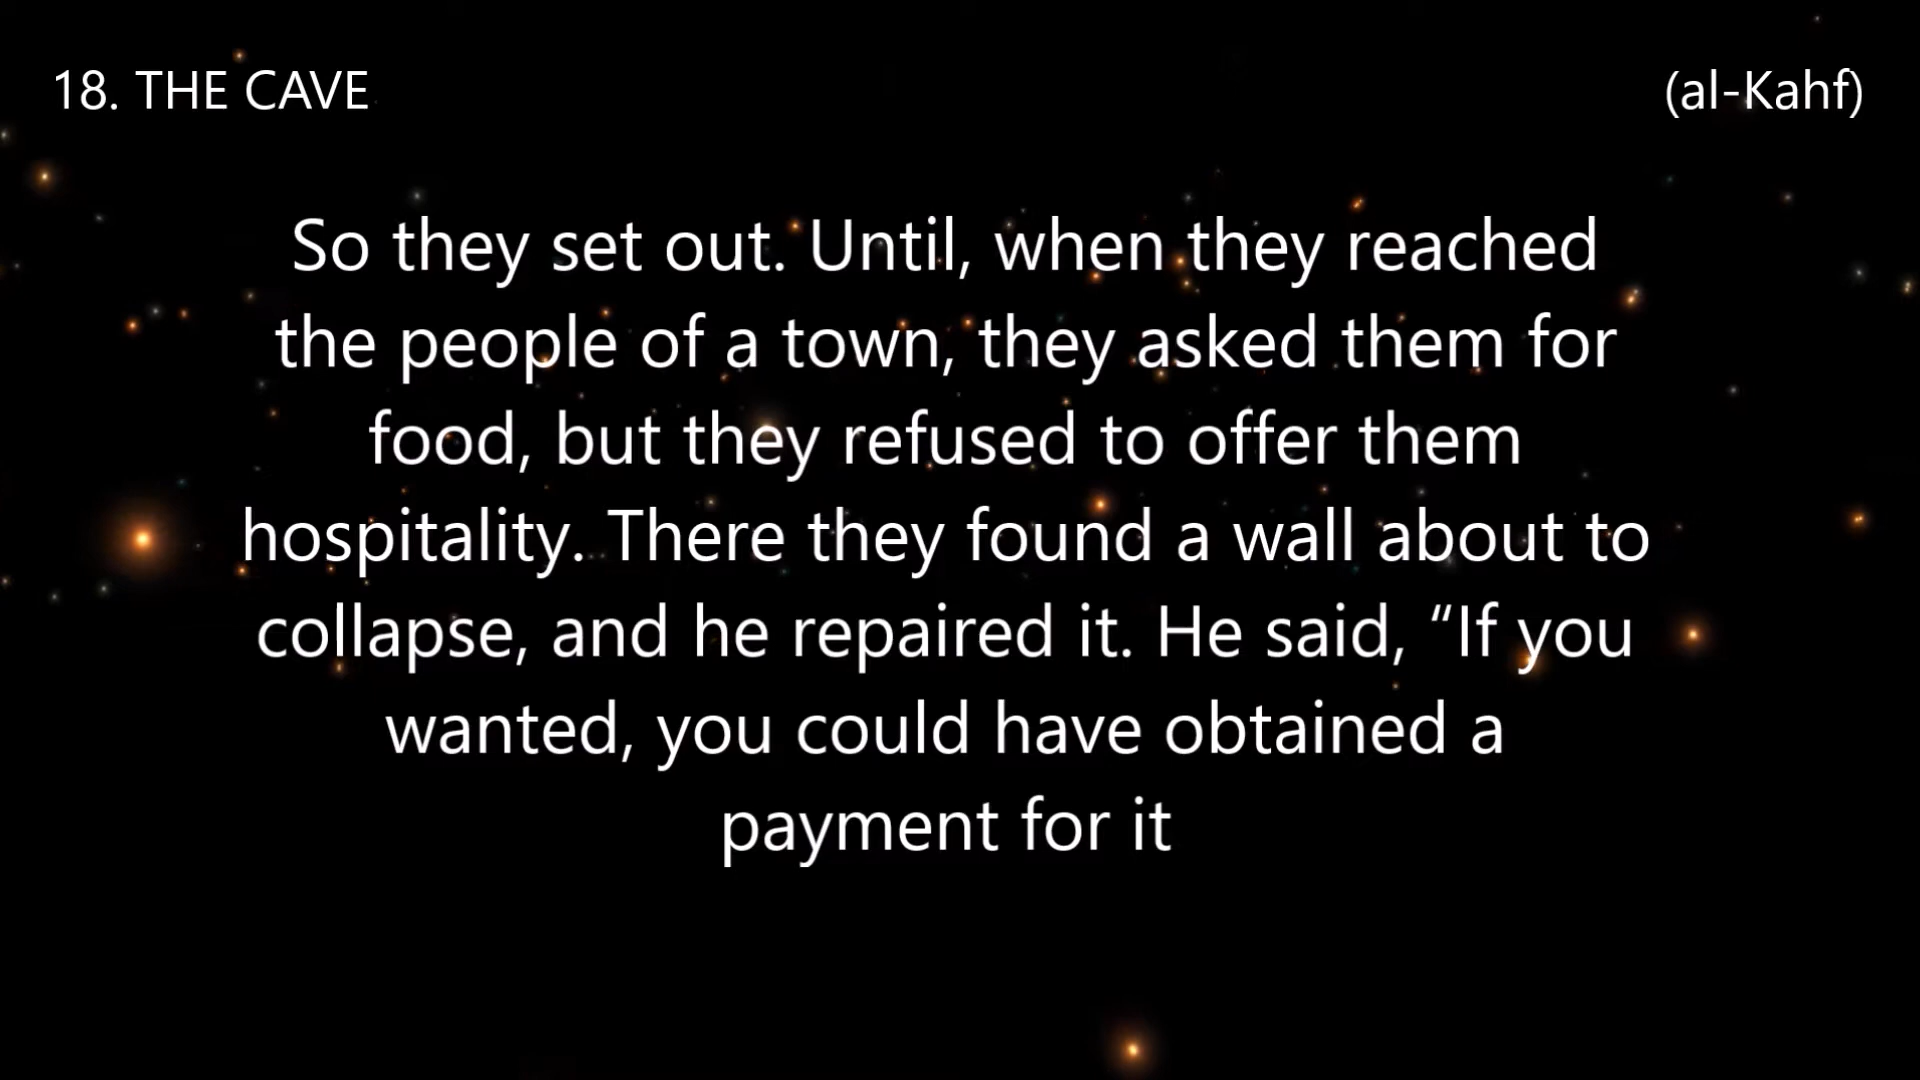 18. THE CAVE
(al-Kahf)
So they set out. Until, when they reached
the people of a town, they asked them for
food, but they refused to offer them
hospitality. There they found a wall about to
collapse, and he repaired it. He said, “If you
wanted, you could have obtained a
payment for it